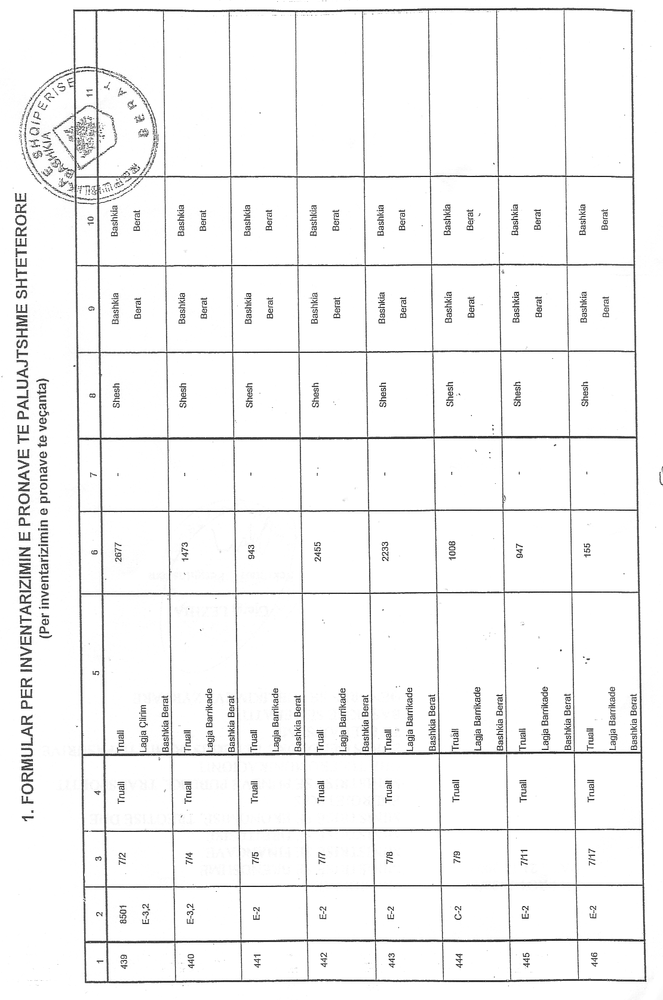 1. FORMULAR PER INVENTARIZIMIN E PRONAVE TE PALUAJTSHME SHTETERORE
(Per inventarizimin e pronave te veçanta)
REPUBLIKA E SHQIPERISE
BASHKIA
BERAT
1 2 3 4 5 6 7 8 9 10 11
439 8501 7/2 Truall Truall 2677 - Shesh Bashkia Bashkia
E-3,2 Lagja Çlirim Berat Berat
Bashkia Berat
440 E-3,2 7/4 Truall Truall 1473 - Shesh Bashkia Bashkia
Lagja Barrikade Berat Berat
Bashkia Berat
441 E-2 7/5 Truall Truall 943 - Shesh Bashkia Bashkia
Lagja Barrikade Berat Berat
Bashkia Berat
442 E-2 7/7 Truall Truall 2455 - Shesh Bashkia Bashkia
Lagja Barrikade Berat Berat
Bashkia Berat
443 E-2 7/8 Truall Truall 2233 - Shesh Bashkia Bashkia
Lagja Barrikade Berat Berat
Bashkia Berat
444 C-2 7/9 Truall Truall 1008 - Shesh Bashkia Bashkia
Lagja Barrikade Berat Berat
Bashkia Berat
445 E-2 7/11 Truall Truall 947 - Shesh Bashkia Bashkia
Lagja Barrikade Berat Berat
Bashkia Berat
446 E-2 7/17 Truall Truall 155 - Shesh Bashkia Bashkia
Lagja Barrikade Berat Berat
Bashkia Berat